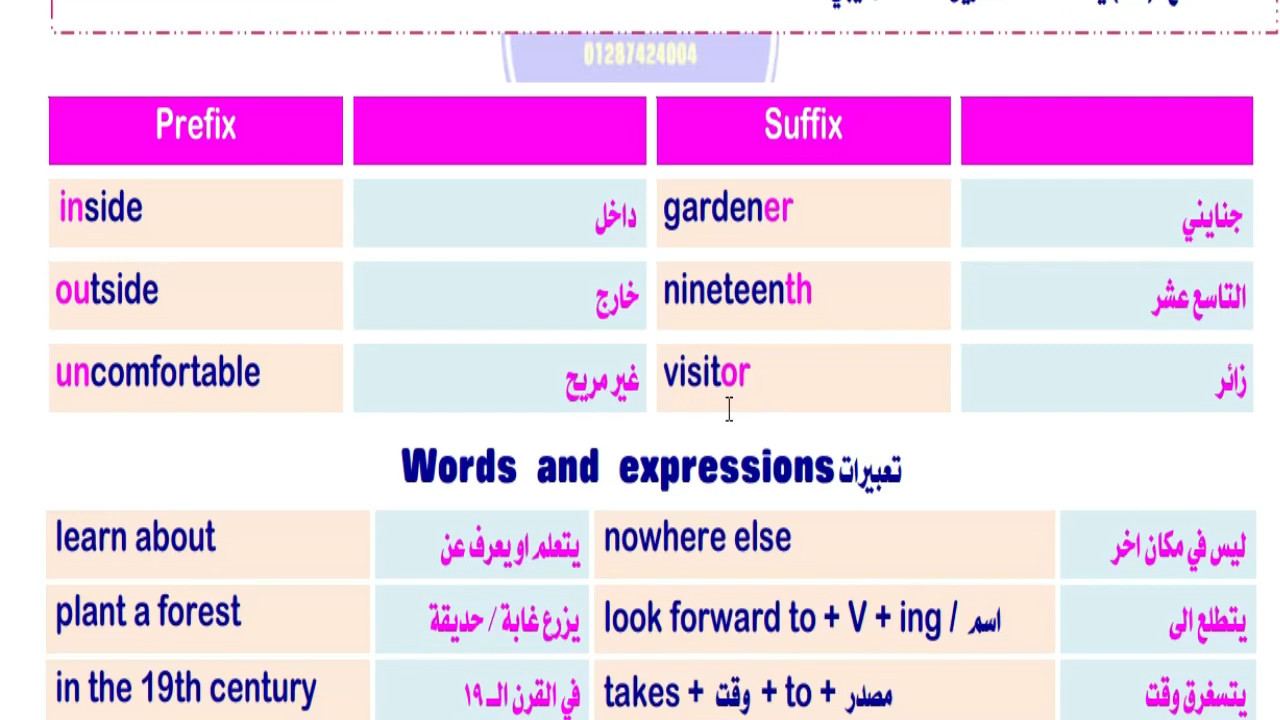 01287424004
Prefix Suffix
inside داخل gardener جنايني
outside خارج nineteenth التاسع عشر
uncomfortable غير مريح visitor زائر
Words and expressions تعبيرات
learn about يتعلم او يعرف عن nowhere else ليس في مكان اخر
plant a forest يزرع غابة / حديقة look forward to + V + ing / اسم يتطلع الى
in the 19th century في القرن الـ ١٩ takes + وقت + to + مصدر يتسغرق وقت